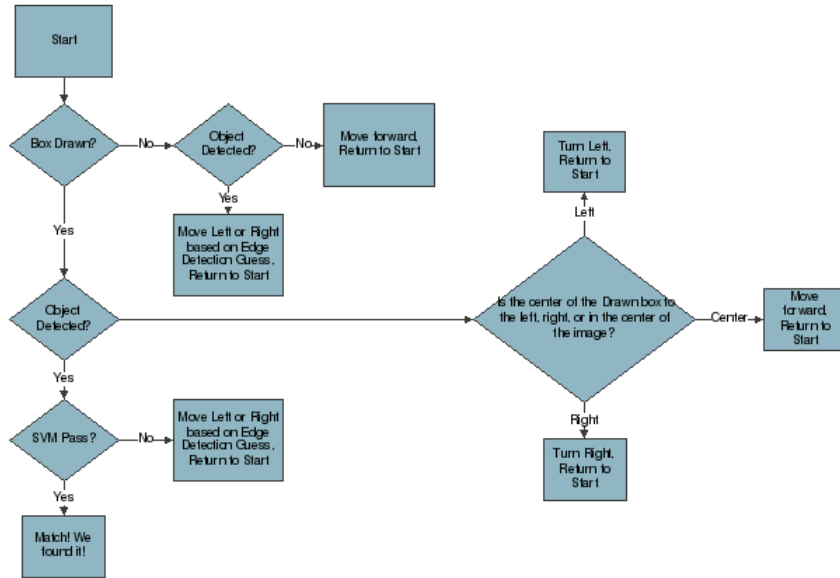 Start
Box Drawn?
No
Object
Detected?
No
Move forward,
Return to Start
Yes
Move Left or Right
based on Edge
Detection Guess,
Return to Start
Yes
Object
Detected?
Turn Left,
Return to
Start
Left
Is the center of the Drawn box to
the left, right, or in the center of
the image?
Center
Move
forward,
Return to
Start
Right
Turn Right,
Return to
Start
Yes
SVM Pass?
No
Move Left or Right
based on Edge
Detection Guess,
Return to Start
Yes
Match! We
found it!